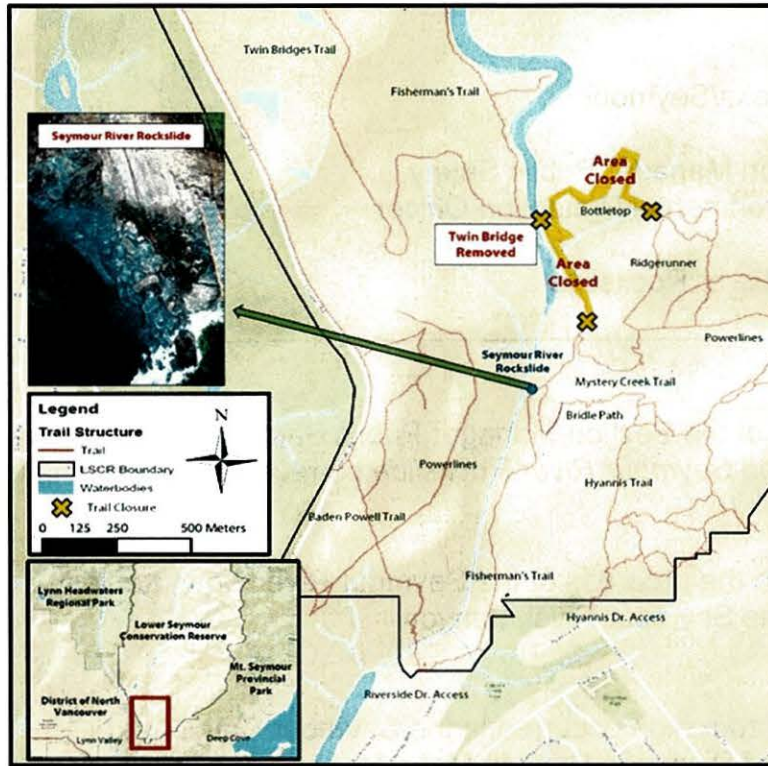 Twin Bridges Trail
Fisherman's Trail
Seymour River Rockslide
Area
Closed
Bottletop
Twin Bridge
Removed
Ridgerunner
Area
Closed
Powerlines
Seymour River
Rockslide
Mystery Creek Trail
Bridle Path
Powerlines
Hyannis Trail
Baden Powell Trail
Fisherman's Trail
Hyannis Dr. Access
Riverside Dr. Access
Legend
Trail Structure
Trail
LSCR Boundary
Waterbodies
Trail Closure
N
0 125 250 500 Meters
Lynn Headwaters
Regional Park
Lower Seymour
Conservation Reserve
Mt. Seymour
Provincial
Park
District of North
Vancouver
Lynn Valley
Deep Cove